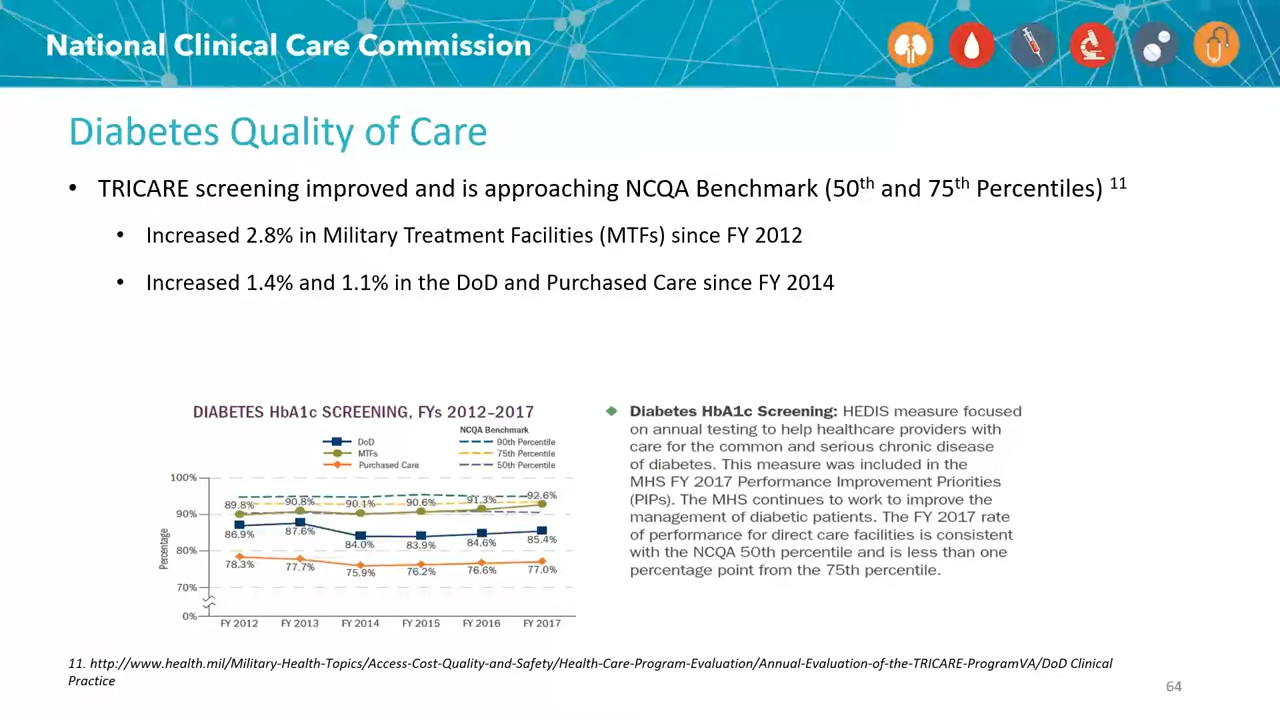 National Clinical Care Commission
Diabetes Quality of Care
• TRICARE screening improved and is approaching NCQA Benchmark (50th and 75th Percentiles) 11
• Increased 2.8% in Military Treatment Facilities (MTFs) since FY 2012
• Increased 1.4% and 1.1% in the DoD and Purchased Care since FY 2014
DIABETES HbA1c SCREENING, FYs 2012–2017
NCQA Benchmark
DoD
90th Percentile
MTFs
75th Percentile
Purchased Care
50th Percentile
Percentage
100%
90%
80%
70%
0%
89.8% 90.8% 90.1% 90.6% 91.3% 92.6%
86.9% 87.6% 84.0% 83.9% 84.6% 85.4%
78.3% 77.7% 75.9% 76.2% 76.6% 77.0%
FY 2012 FY 2013 FY 2014 FY 2015 FY 2016 FY 2017
Diabetes HbA1c Screening: HEDIS measure focused
on annual testing to help healthcare providers with
care for the common and serious chronic disease
of diabetes. This measure was included in the
MHS FY 2017 Performance Improvement Priorities
(PIPs). The MHS continues to work to improve the
management of diabetic patients. The FY 2017 rate
of performance for direct care facilities is consistent
with the NCQA 50th percentile and is less than one
percentage point from the 75th percentile.
11. http://www.health.mil/Military-Health-Topics/Access-Cost-Quality-and-Safety/Health-Care-Program-Evaluation/Annual-Evaluation-of-the-TRICARE-ProgramVA/DoD Clinical
Practice
64